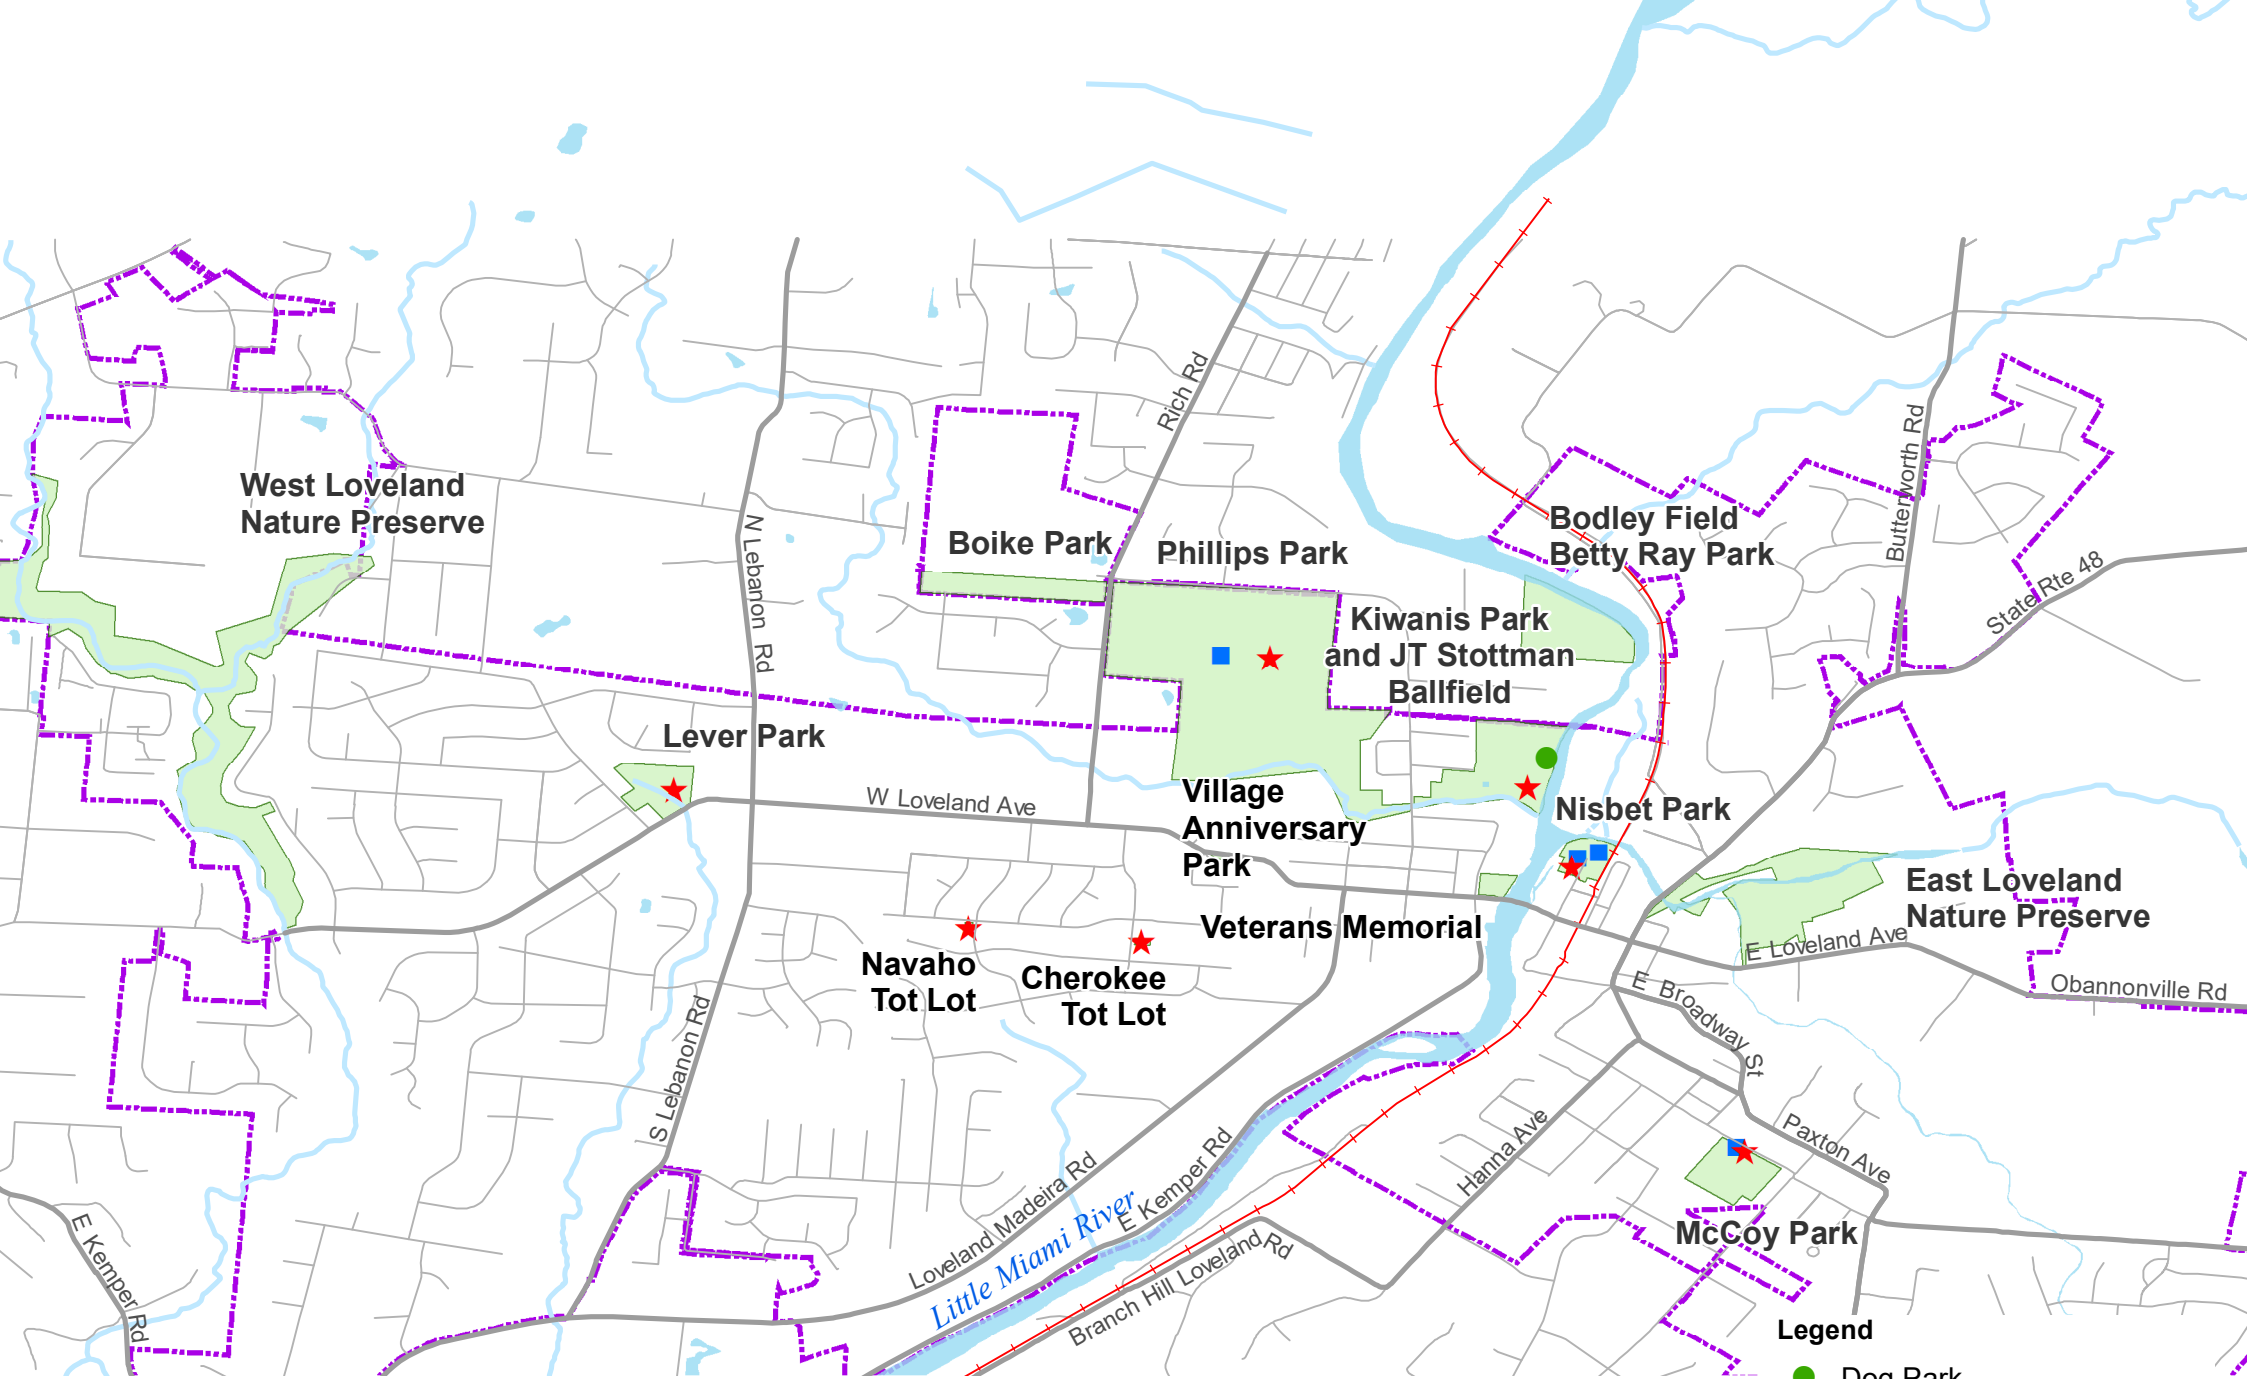 Rich Rd
Butterworth Rd
West Loveland
Nature Preserve
N Lebanon Rd
Boike Park
Phillips Park
Bodley Field
Betty Ray Park
State Rte 48
Kiwanis Park
and JT Stottman
Ballfield
Lever Park
W Loveland Ave
Village
Anniversary
Park
Nisbet Park
East Loveland
Nature Preserve
Veterans Memorial
E Loveland Ave
Navaho
Tot Lot
Cherokee
Tot Lot
Obannonville Rd
E Broadway St
S Lebanon Rd
Hanna Ave
Paxton Ave
Loveland Madeira Rd
E Kemper Rd
Little Miami River
McCoy Park
E Kemper Rd
Branch Hill Loveland Rd
Legend
Dog Park